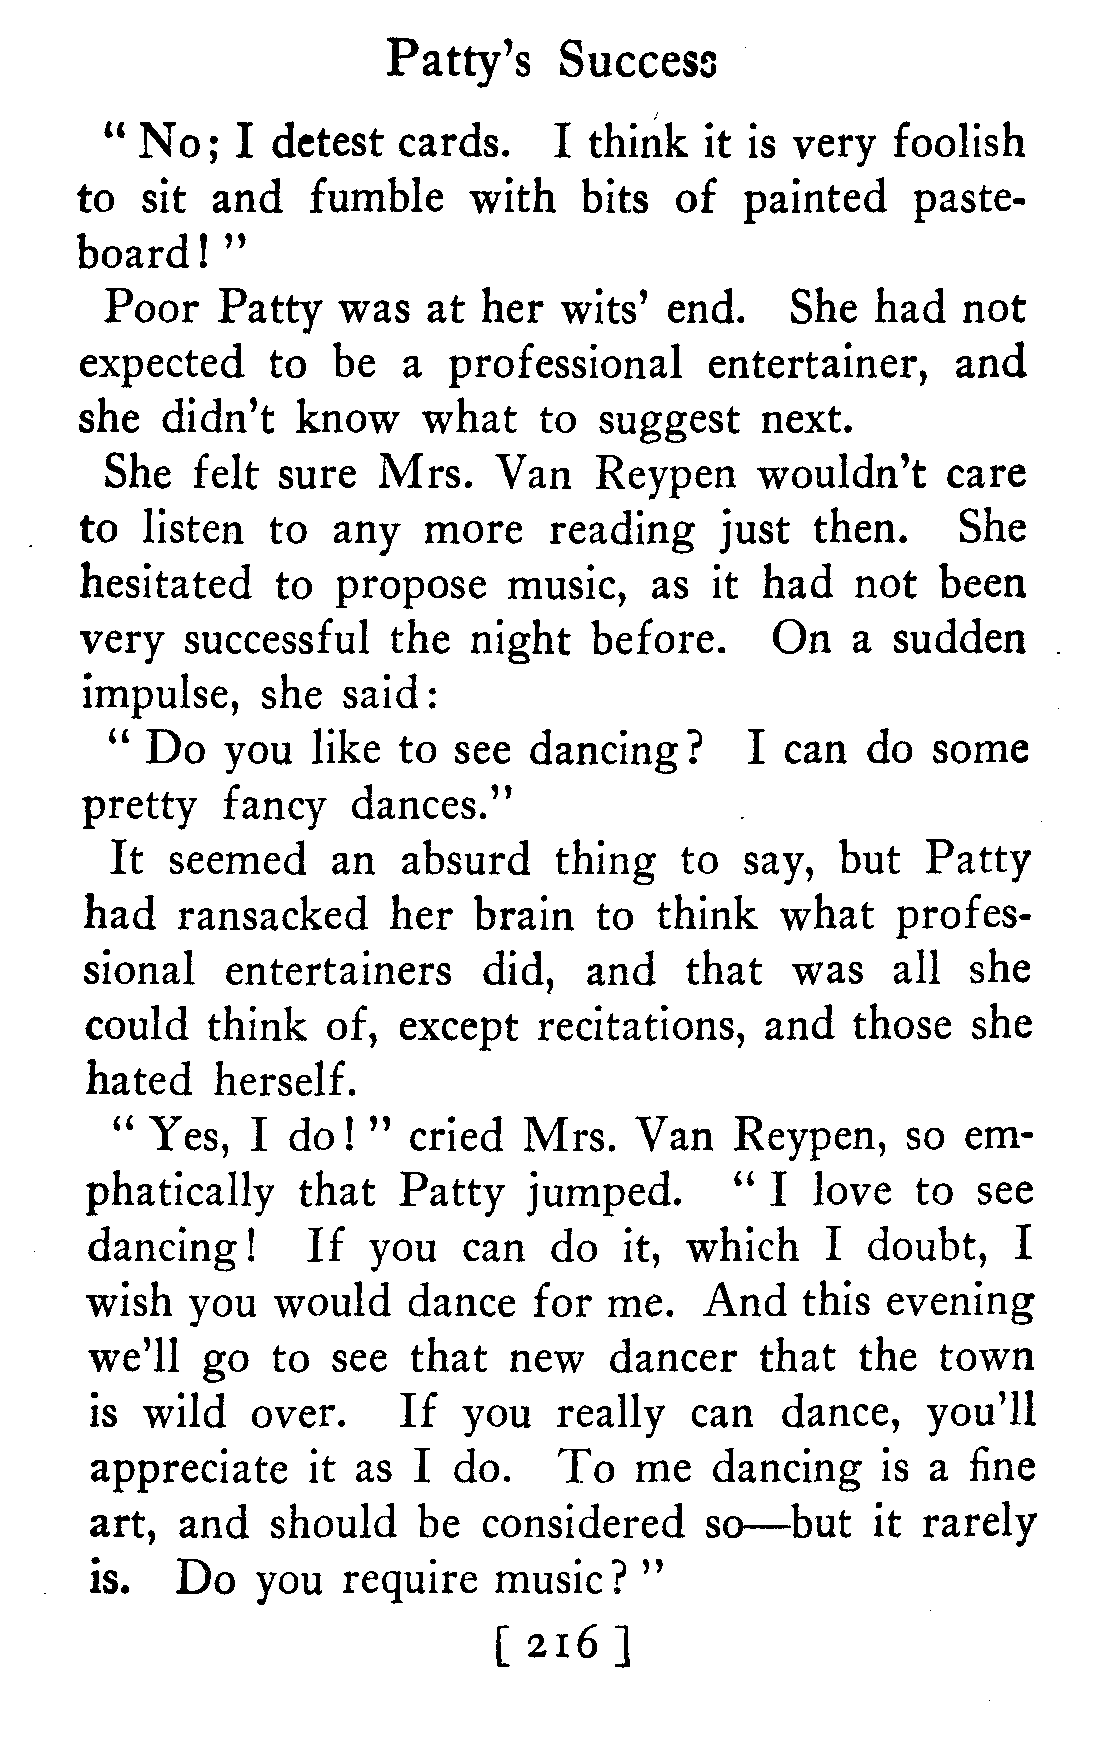 Patty's Success
" No; I detest cards. I think it is very foolish
to sit and fumble with bits of painted paste-
board! "
Poor Patty was at her wits' end. She had not
expected to be a professional entertainer, and
she didn't know what to suggest next.
She felt sure Mrs. Van Reypen wouldn't care
to listen to any more reading just then. She
hesitated to propose music, as it had not been
very successful the night before. On a sudden
impulse, she said:
" Do you like to see dancing? I can do some
pretty fancy dances."
It seemed an absurd thing to say, but Patty
had ransacked her brain to think what profes-
sional entertainers did, and that was all she
could think of, except recitations, and those she
hated herself.
" Yes, I do! " cried Mrs. Van Reypen, so em-
phatically that Patty jumped. " I love to see
dancing! If you can do it, which I doubt, I
wish you would dance for me. And this evening
we'll go to see that new dancer that the town
is wild over. If you really can dance, you'll
appreciate it as I do. To me dancing is a fine
art, and should be considered so—but it rarely
is. Do you require music? "
[ 216 ]